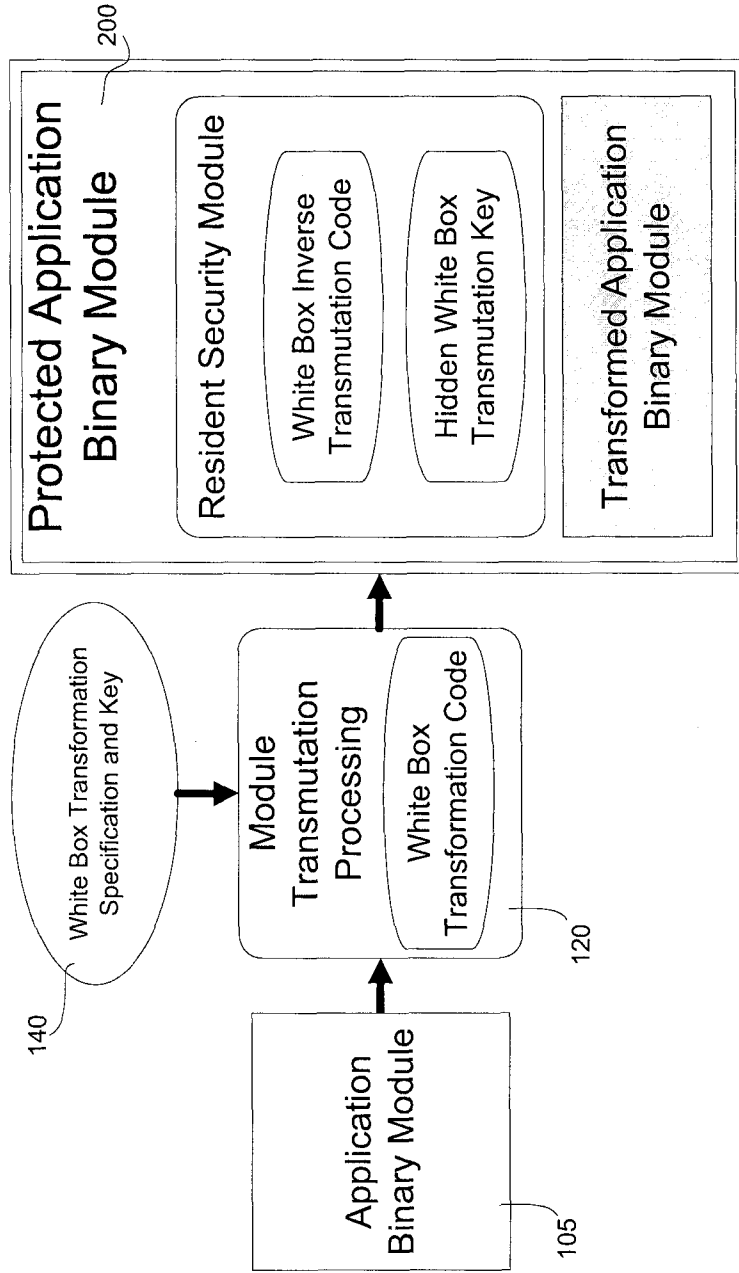 140
White Box Transformation
Specification and Key
Application
Binary Module
105
Module
Transmutation
Processing
White Box
Transformation Code
120
Protected Application
Binary Module
200
Resident Security Module
White Box Inverse
Transmutation Code
Hidden White Box
Transmutation Key
Transformed Application
Binary Module